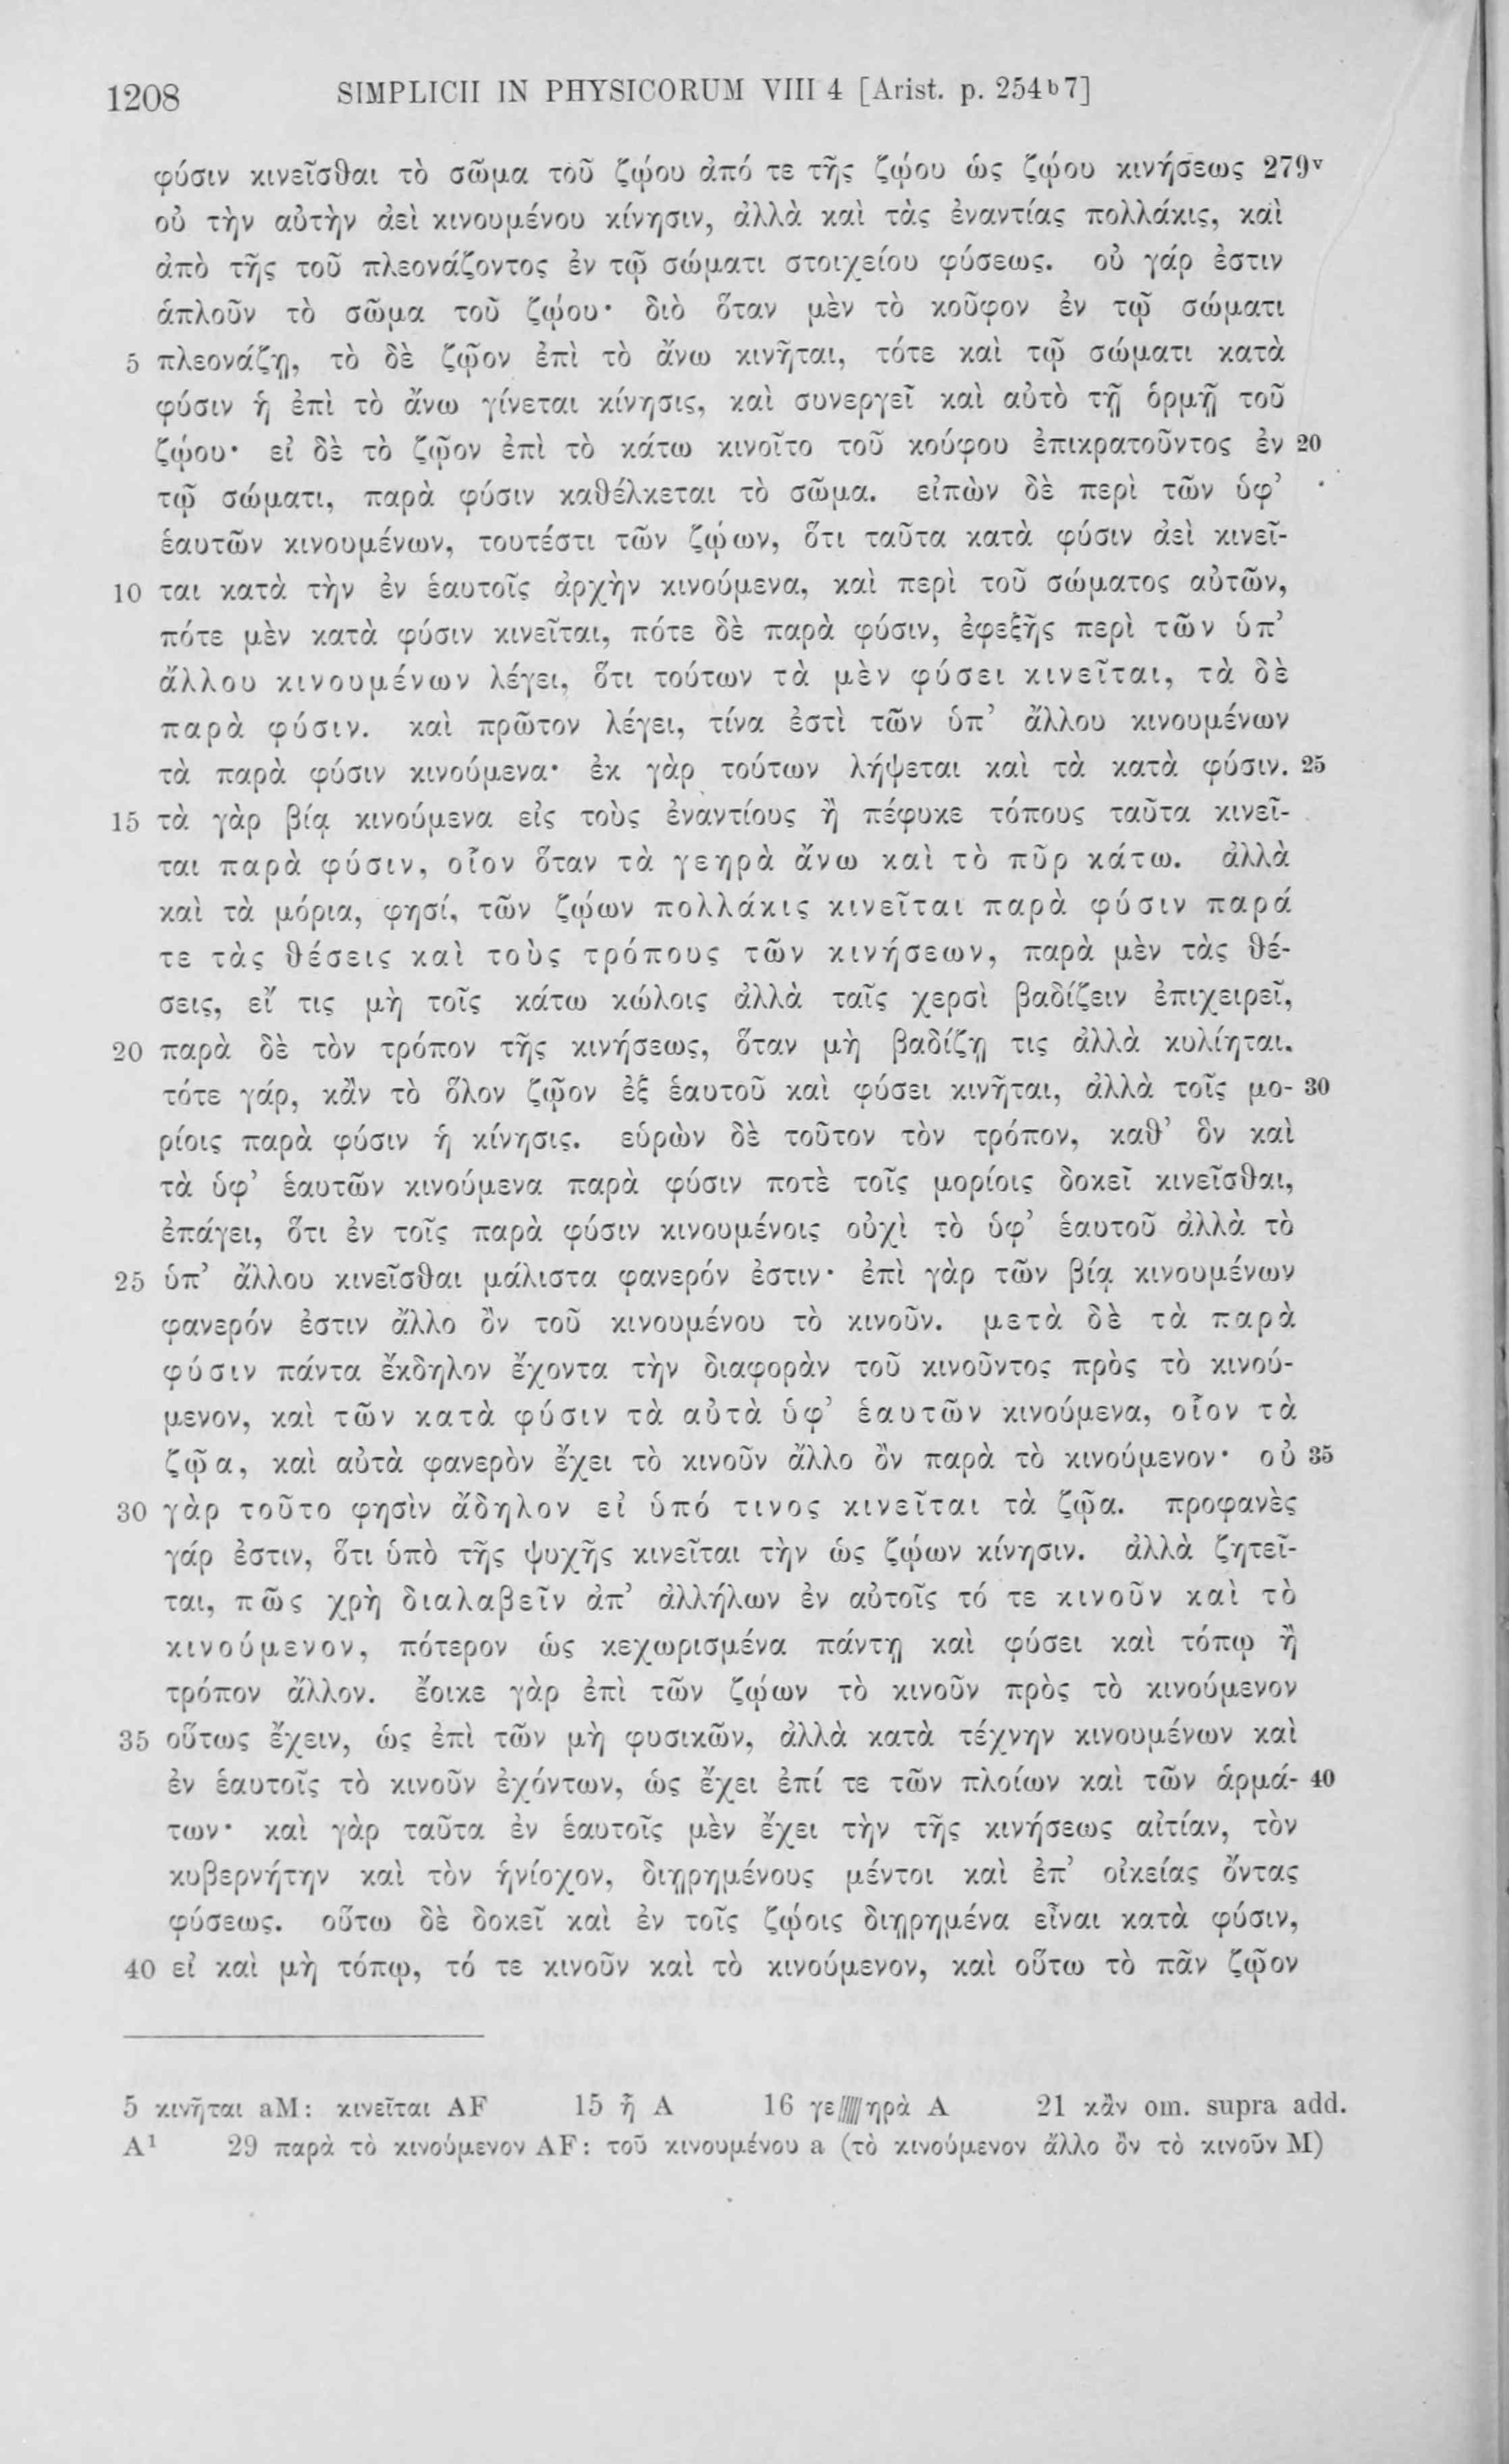 1208 SIMPLICII IN PHYSICORUM VIII 4 [Arist. p. 254b7]
φύσιν κινεῖσθαι τὸ σῶμα τοῦ ζῴου ἀπό τε τῆς ζῴου ὡς ζῴου κινήσεως 279v
οὐ τὴν αὐτὴν ἀεὶ κινουμένου κίνησιν, ἀλλὰ καὶ τὰς ἐναντίας πολλάκις, καὶ
ἀπὸ τῆς τοῦ πλεονάζοντος ἐν τῷ σώματι στοιχείου φύσεως. οὐ γάρ ἐστιν
ἁπλοῦν τὸ σῶμα τοῦ ζῴου· διὸ ὅταν μὲν τὸ κοῦφον ἐν τῷ σώματι
5 πλεονάζῃ, τὸ δὲ ζῷον ἐπὶ τὸ ἄνω κινῆται, τότε καὶ τῷ σώματι κατὰ
φύσιν ἡ ἐπὶ τὸ ἄνω γίνεται κίνησις, καὶ συνεργεῖ καὶ αὐτὸ τῇ ὁρμῇ τοῦ
ζῴου· εἰ δὲ τὸ ζῷον ἐπὶ τὸ κάτω κινοῖτο τοῦ κούφου ἐπικρατοῦντος ἐν 20
τῷ σώματι, παρὰ φύσιν καθέλκεται τὸ σῶμα. εἰπὼν δὲ περὶ τῶν ὑφ’
ἑαυτῶν κινουμένων, τουτέστι τῶν ζῴων, ὅτι ταῦτα κατὰ φύσιν ἀεὶ κινεῖ-
10 ται κατὰ τὴν ἐν ἑαυτοῖς ἀρχὴν κινούμενα, καὶ περὶ τοῦ σώματος αὐτῶν,
πότε μὲν κατὰ φύσιν κινεῖται, πότε δὲ παρὰ φύσιν, ἐφεξῆς περὶ τῶν ὑπ’
ἄλλου κινουμένων λέγει, ὅτι τούτων τὰ μὲν φύσει κινεῖται, τὰ δὲ
παρὰ φύσιν. καὶ πρῶτον λέγει, τίνα ἐστὶ τῶν ὑπ’ ἄλλου κινουμένων
τὰ παρὰ φύσιν κινούμενα· ἐκ γὰρ τούτων λήψεται καὶ τὰ κατὰ φύσιν. 25
15 τὰ γὰρ βίᾳ κινούμενα εἰς τοὺς ἐναντίους ἢ πέφυκε τόπους ταῦτα κινεῖ-
ται παρὰ φύσιν, οἷον ὅταν τὰ γεηρὰ ἄνω καὶ τὸ πῦρ κάτω. ἀλλὰ
καὶ τὰ μόρια, φησί, τῶν ζῴων πολλάκις κινεῖται παρὰ φύσιν παρά
τε τὰς θέσεις καὶ τοὺς τρόπους τῶν κινήσεων, παρὰ μὲν τὰς θέ-
σεις, εἴ τις μὴ τοῖς κάτω κώλοις ἀλλὰ ταῖς χερσὶ βαδίζειν ἐπιχειρεῖ,
20 παρὰ δὲ τὸν τρόπον τῆς κινήσεως, ὅταν μὴ βαδίζῃ τις ἀλλὰ κυλίηται.
τότε γάρ, κἂν τὸ ὅλον ζῷον ἐξ ἑαυτοῦ καὶ φύσει κινῆται, ἀλλὰ τοῖς μο- 30
ρίοις παρὰ φύσιν ἡ κίνησις. εὑρὼν δὲ τοῦτον τὸν τρόπον, καθ’ ὃν καὶ
τὰ ὑφ’ ἑαυτῶν κινούμενα παρὰ φύσιν ποτὲ τοῖς μορίοις δοκεῖ κινεῖσθαι,
ἐπάγει, ὅτι ἐν τοῖς παρὰ φύσιν κινουμένοις οὐχὶ τὸ ὑφ’ ἑαυτοῦ ἀλλὰ τὸ
25 ὑπ’ ἄλλου κινεῖσθαι μάλιστα φανερόν ἐστιν· ἐπὶ γὰρ τῶν βίᾳ κινουμένων
φανερόν ἐστιν ἄλλο ὂν τοῦ κινουμένου τὸ κινοῦν. μετὰ δὲ τὰ παρὰ
φύσιν πάντα ἔκδηλον ἔχοντα τὴν διαφορὰν τοῦ κινοῦντος πρὸς τὸ κινού-
μενον, καὶ τῶν κατὰ φύσιν τὰ αὐτὰ ὑφ’ ἑαυτῶν κινούμενα, οἷον τὰ
ζῷα, καὶ αὐτὰ φανερὸν ἔχει τὸ κινοῦν ἄλλο ὂν παρὰ τὸ κινούμενον· οὐ 35
30 γὰρ τοῦτο φησὶν ἄδηλον εἰ ὑπό τινος κινεῖται τὰ ζῷα. προφανὲς
γάρ ἐστιν, ὅτι ὑπὸ τῆς ψυχῆς κινεῖται τὴν ὡς ζῴων κίνησιν. ἀλλὰ ζητεῖ-
ται, πῶς χρὴ διαλαβεῖν ἀπ’ ἀλλήλων ἐν αὐτοῖς τό τε κινοῦν καὶ τὸ
κινούμενον, πότερον ὡς κεχωρισμένα πάντῃ καὶ φύσει καὶ τόπῳ ἢ
τρόπον ἄλλον. ἔοικε γὰρ ἐπὶ τῶν ζῴων τὸ κινοῦν πρὸς τὸ κινούμενον
35 οὕτως ἔχειν, ὡς ἐπὶ τῶν μὴ φυσικῶν, ἀλλὰ κατὰ τέχνην κινουμένων καὶ
ἐν ἑαυτοῖς τὸ κινοῦν ἐχόντων, ὡς ἔχει ἐπί τε τῶν πλοίων καὶ τῶν ἁρμά- 40
των· καὶ γὰρ ταῦτα ἐν ἑαυτοῖς μὲν ἔχει τὴν τῆς κινήσεως αἰτίαν, τὸν
κυβερνήτην καὶ τὸν ἡνίοχον, διῃρημένους μέντοι καὶ ἐπ’ οἰκείας ὄντας
φύσεως. οὕτω δὲ δοκεῖ καὶ ἐν τοῖς ζῴοις διῃρημένα εἶναι κατὰ φύσιν,
40 εἰ καὶ μὴ τόπῳ, τό τε κινοῦν καὶ τὸ κινούμενον, καὶ οὕτω τὸ πᾶν ζῷον
5 κινῆται aM: κινεῖται AF 15 ᾗ A 16 γε/////ηρὰ A 21 κἂν om. supra add.
A1 29 παρὰ τὸ κινούμενον AF: τοῦ κινουμένου a (τὸ κινούμενον ἄλλο ὂν τὸ κινοῦν M)